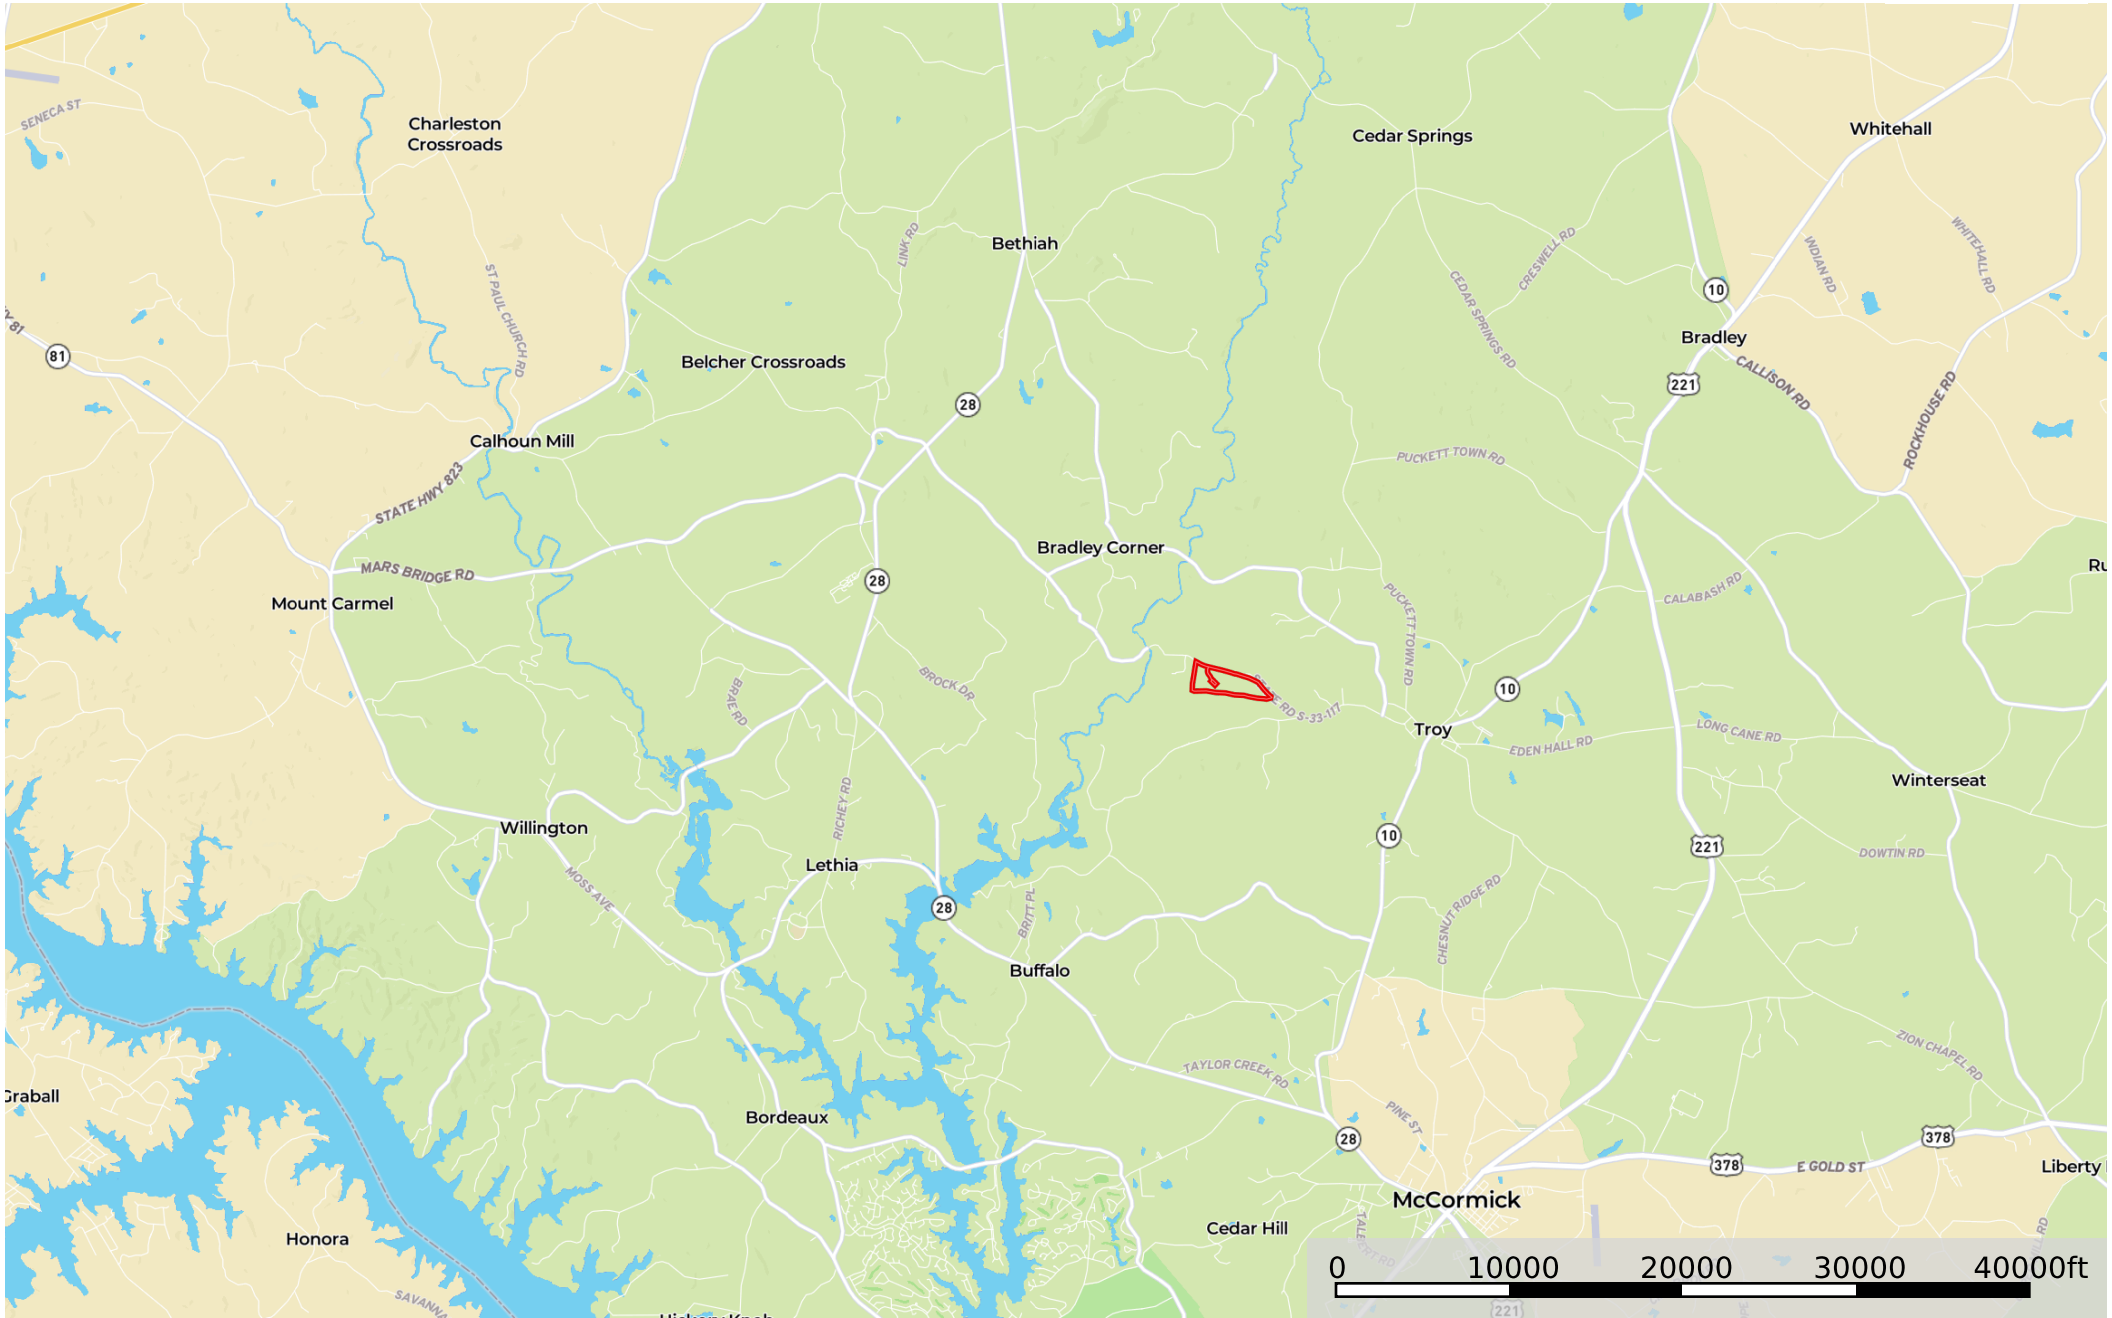 SENECA ST
Charleston
Crossroads
Cedar Springs
Whitehall
LINK RD
Bethiah
CRESWELL RD
INDIAN RD
WHITEHALL RD
ST PAUL CHURCH RD
CEDAR SPRINGS RD
10
Bradley
81
81
Belcher Crossroads
28
221
CALLISON RD
ROCKHOUSE RD
Calhoun Mill
STATE HWY 823
PUCKETT TOWN RD
Bradley Corner
MARS BRIDGE RD
28
Mount Carmel
PUCKETT TOWN RD
CALABASH RD
BRAE RD
BROCK DR
RD S-33-117
10
Troy
EDEN HALL RD
LONG CANE RD
Winterseat
RICHEY RD
Willington
10
221
DOWTIN RD
Lethia
MOSS AVE
28
BRITT PL
CHESNUT RIDGE RD
Buffalo
TAYLOR CREEK RD
ZION CHAPEL RD
Graball
Bordeaux
PINE ST
28
378
378
E GOLD ST
Liberty
McCormick
Honora
Cedar Hill
RD
0 10000 20000 30000 40000ft
221